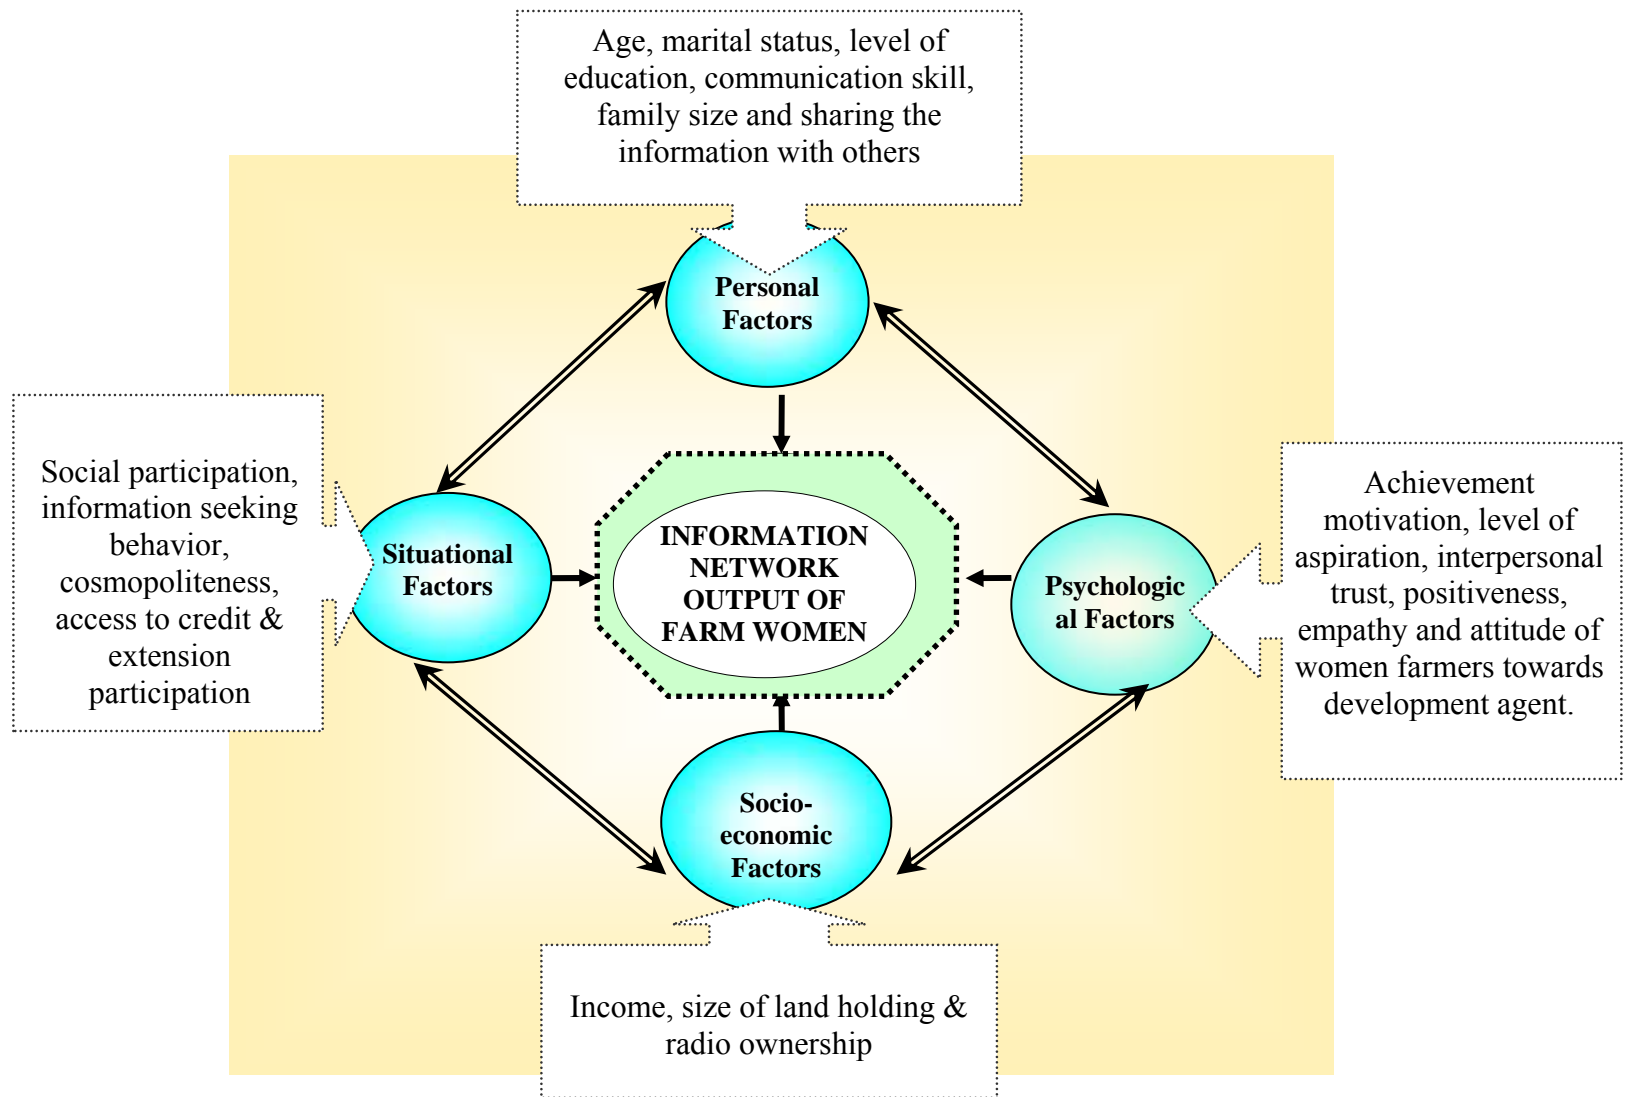 Age, marital status, level of
education, communication skill,
family size and sharing the
information with others
Personal
Factors
Social participation,
information seeking
behavior,
cosmopoliteness,
access to credit &
extension
participation
Situational
Factors
INFORMATION
NETWORK
OUTPUT OF
FARM WOMEN
Psychologic
al Factors
Achievement
motivation, level of
aspiration, interpersonal
trust, positiveness,
empathy and attitude of
women farmers towards
development agent.
Socio-
economic
Factors
Income, size of land holding &
radio ownership